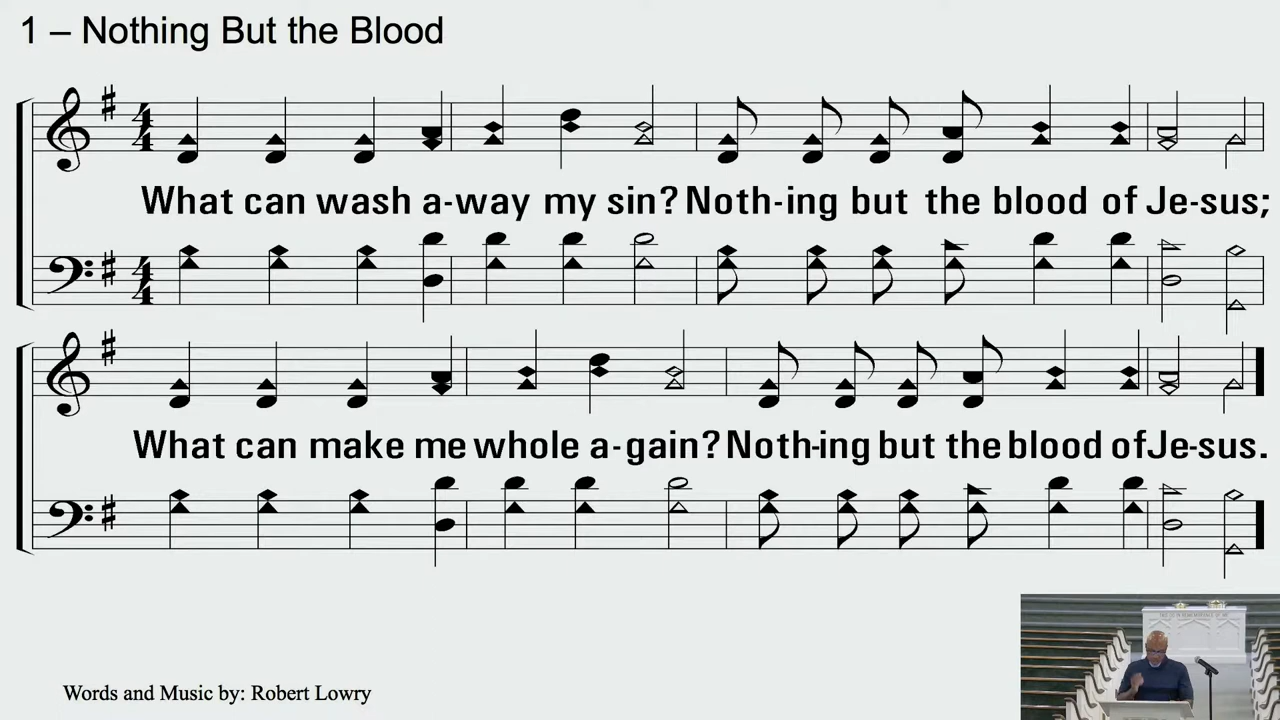 1 – Nothing But the Blood
What can wash a-way my sin? Noth-ing but the blood of Je-sus;
What can make me whole a-gain? Noth-ing but the blood of Je-sus.
Words and Music by: Robert Lowry